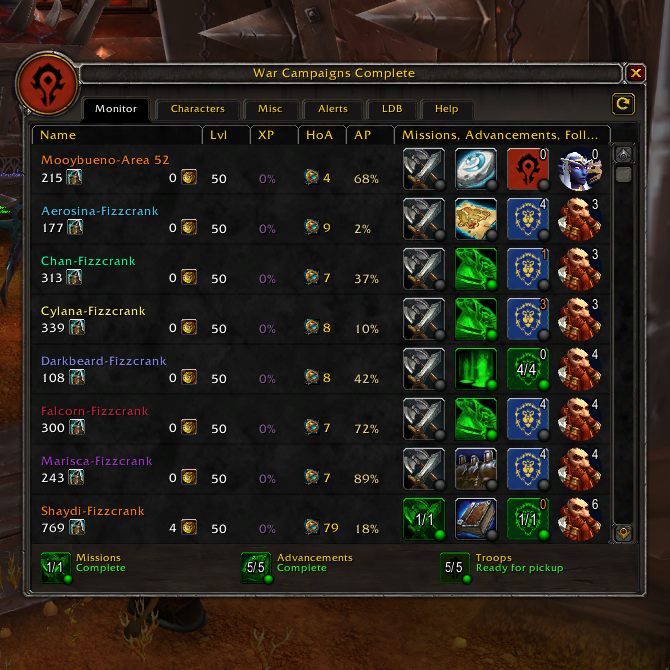 War Campaigns Complete
Monitor Characters Misc Alerts LDB Help
Name Lvl XP HoA AP Missions, Advancements, Foll...
Mooybueno-Area 52
215 0 50 0% 4 68% 0 0
Aerosina-Fizzcrank
177 0 50 0% 9 2% 4 3
Chan-Fizzcrank
313 0 50 0% 7 37% 1 3
Cylana-Fizzcrank
339 0 50 0% 8 10% 3 3
Darkbeard-Fizzcrank
108 0 50 0% 8 42% 4/4 0 4
Falcorn-Fizzcrank
300 0 50 0% 7 72% 4 4
Marisca-Fizzcrank
243 0 50 0% 7 89% 4 4
Shaydi-Fizzcrank
769 4 50 0% 79 18% 1/1 1/1 0 6
1/1 Missions 5/5 Advancements 5/5 Troops
Complete Complete Ready for pickup